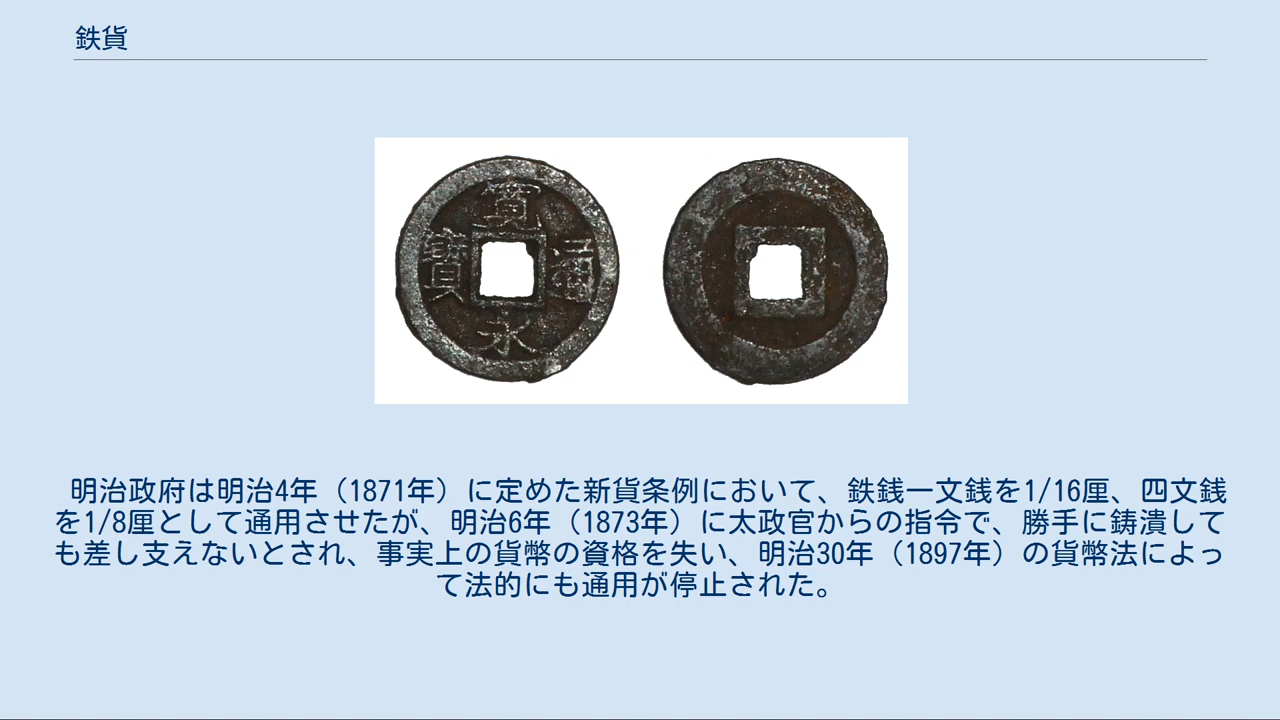 鉄貨
寛
寳 通
永
明治政府は明治4年（1871年）に定めた新貨条例において、鉄銭一文銭を1/16厘、四文銭
を1/8厘として通用させたが、明治6年（1873年）に太政官からの指令で、勝手に鋳潰して
も差し支えないとされ、事実上の貨幣の資格を失い、明治30年（1897年）の貨幣法によっ
て法的にも通用が停止された。